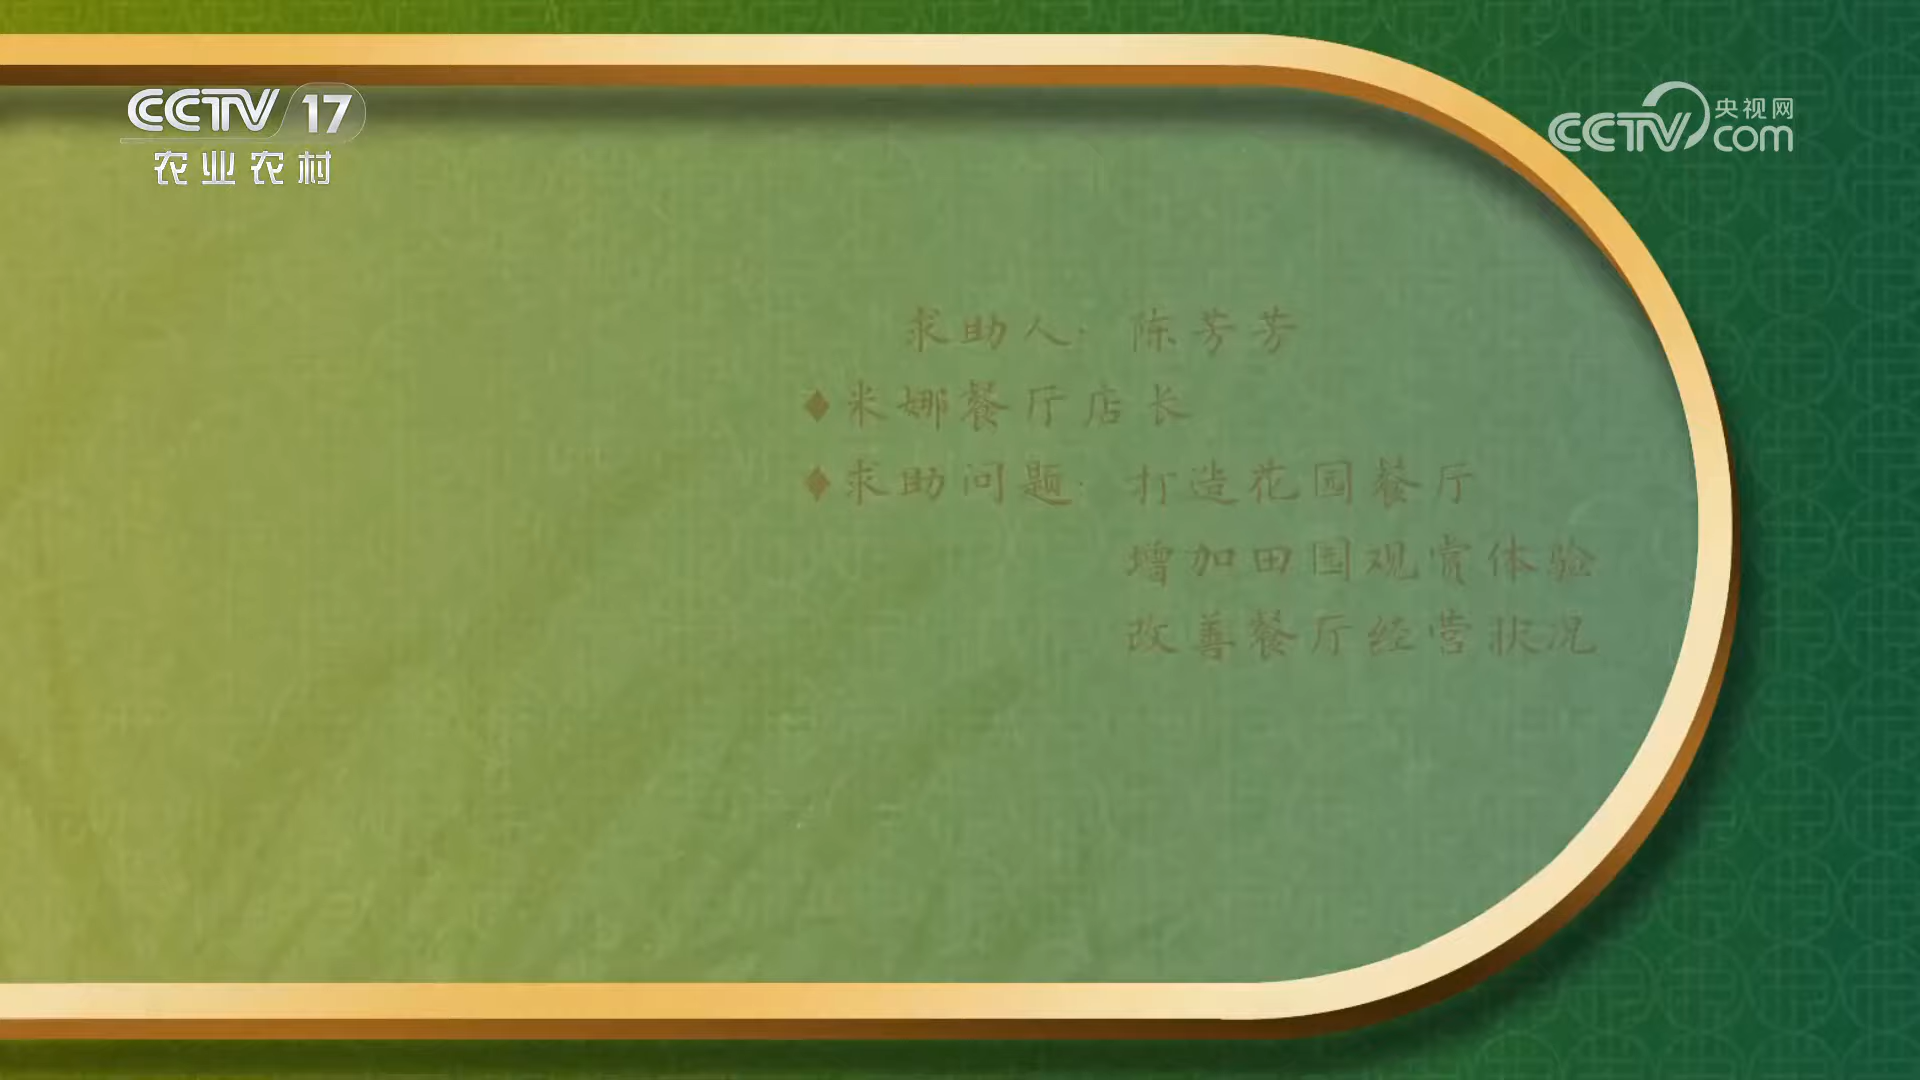 CCTV 17
农业农村
央视网
CCTV.com
求助人：陈芳芳
♦米娜餐厅店长
♦求助问题：打造花园餐厅
增加田园观赏体验
改善餐厅经营状况